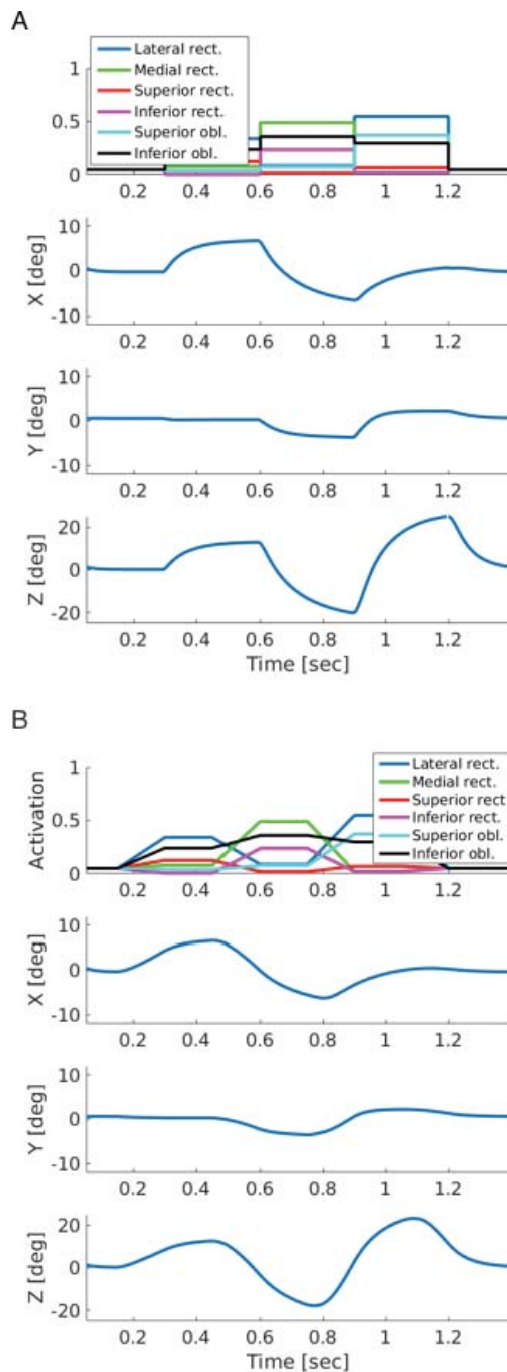 A
Lateral rect.
Medial rect.
Superior rect.
Inferior rect.
Superior obl.
Inferior obl.
1
0.5
0
0.2 0.4 0.6 0.8 1 1.2
10
0
-10
X [deg]
0.2 0.4 0.6 0.8 1 1.2
10
0
-10
Y [deg]
0.2 0.4 0.6 0.8 1 1.2
20
0
-20
Z [deg]
0.2 0.4 0.6 0.8 1 1.2
Time [sec]
B
Lateral rect.
Medial rect.
Superior rect
Inferior rect.
Superior obl.
Inferior obl.
1
0.5
0
Activation
0.2 0.4 0.6 0.8 1 1.2
10
0
-10
X [deg]
0.2 0.4 0.6 0.8 1 1.2
10
0
-10
Y [deg]
0.2 0.4 0.6 0.8 1 1.2
20
0
-20
Z [deg]
0.2 0.4 0.6 0.8 1 1.2
Time [sec]